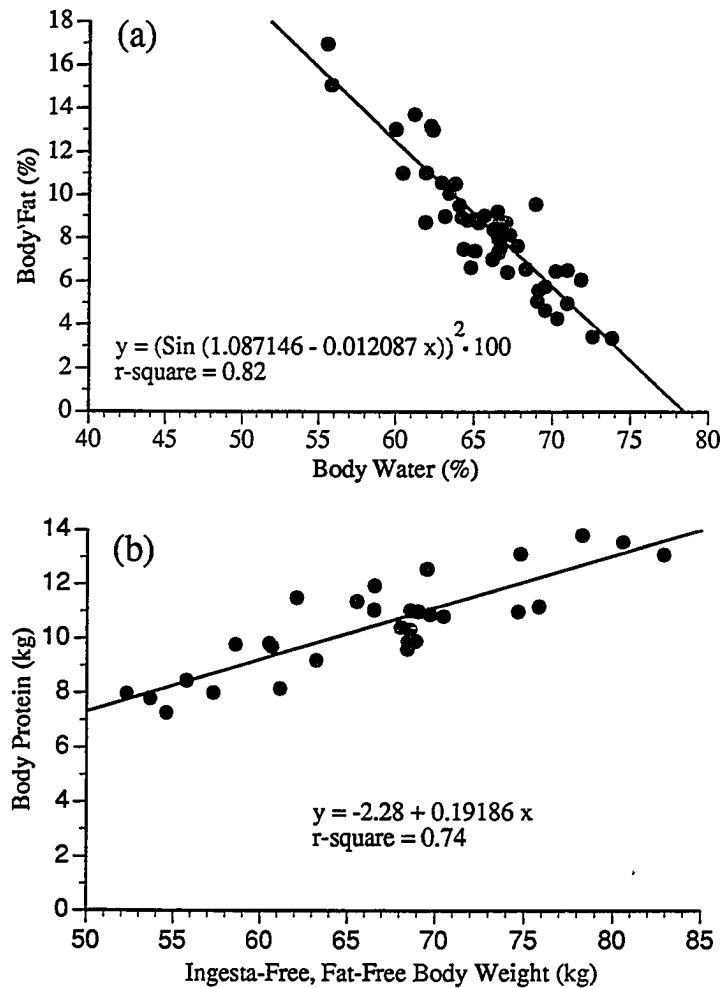 (a)
18
16
14
12
10
8
6
4
2
0
Body'Fat (%)
y = (Sin (1.087146 - 0.012087 x))² · 100
r-square = 0.82
40 45 50 55 60 65 70 75 80
Body Water (%)
(b)
14
12
10
8
6
4
2
0
Body Protein (kg)
y = -2.28 + 0.19186 x
r-square = 0.74
50 55 60 65 70 75 80 85
Ingesta-Free, Fat-Free Body Weight (kg)